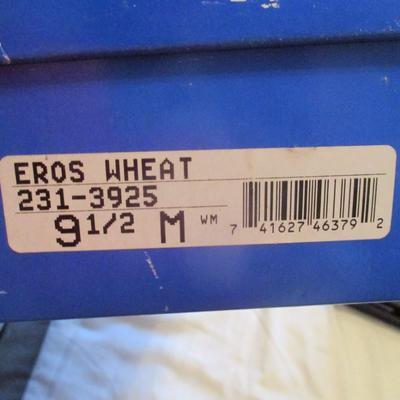 EROS WHEAT
231-3925
9 1/2 M WM
7 41627 46379 2